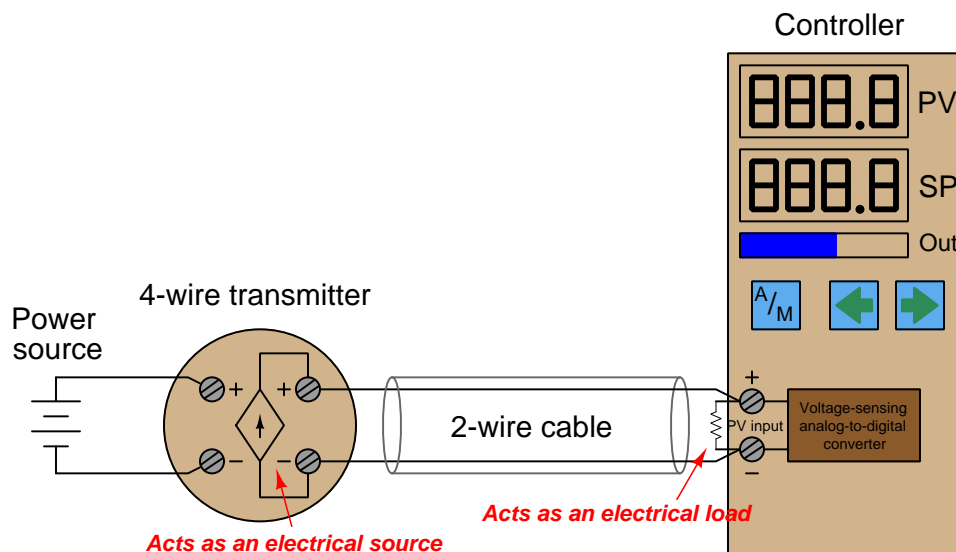 Controller
888.8 PV
888.8 SP
Out
A/M
4-wire transmitter
Power
source
+ + +
2-wire cable
PV input
Voltage-sensing
analog-to-digital
converter
- - -
Acts as an electrical load
Acts as an electrical source